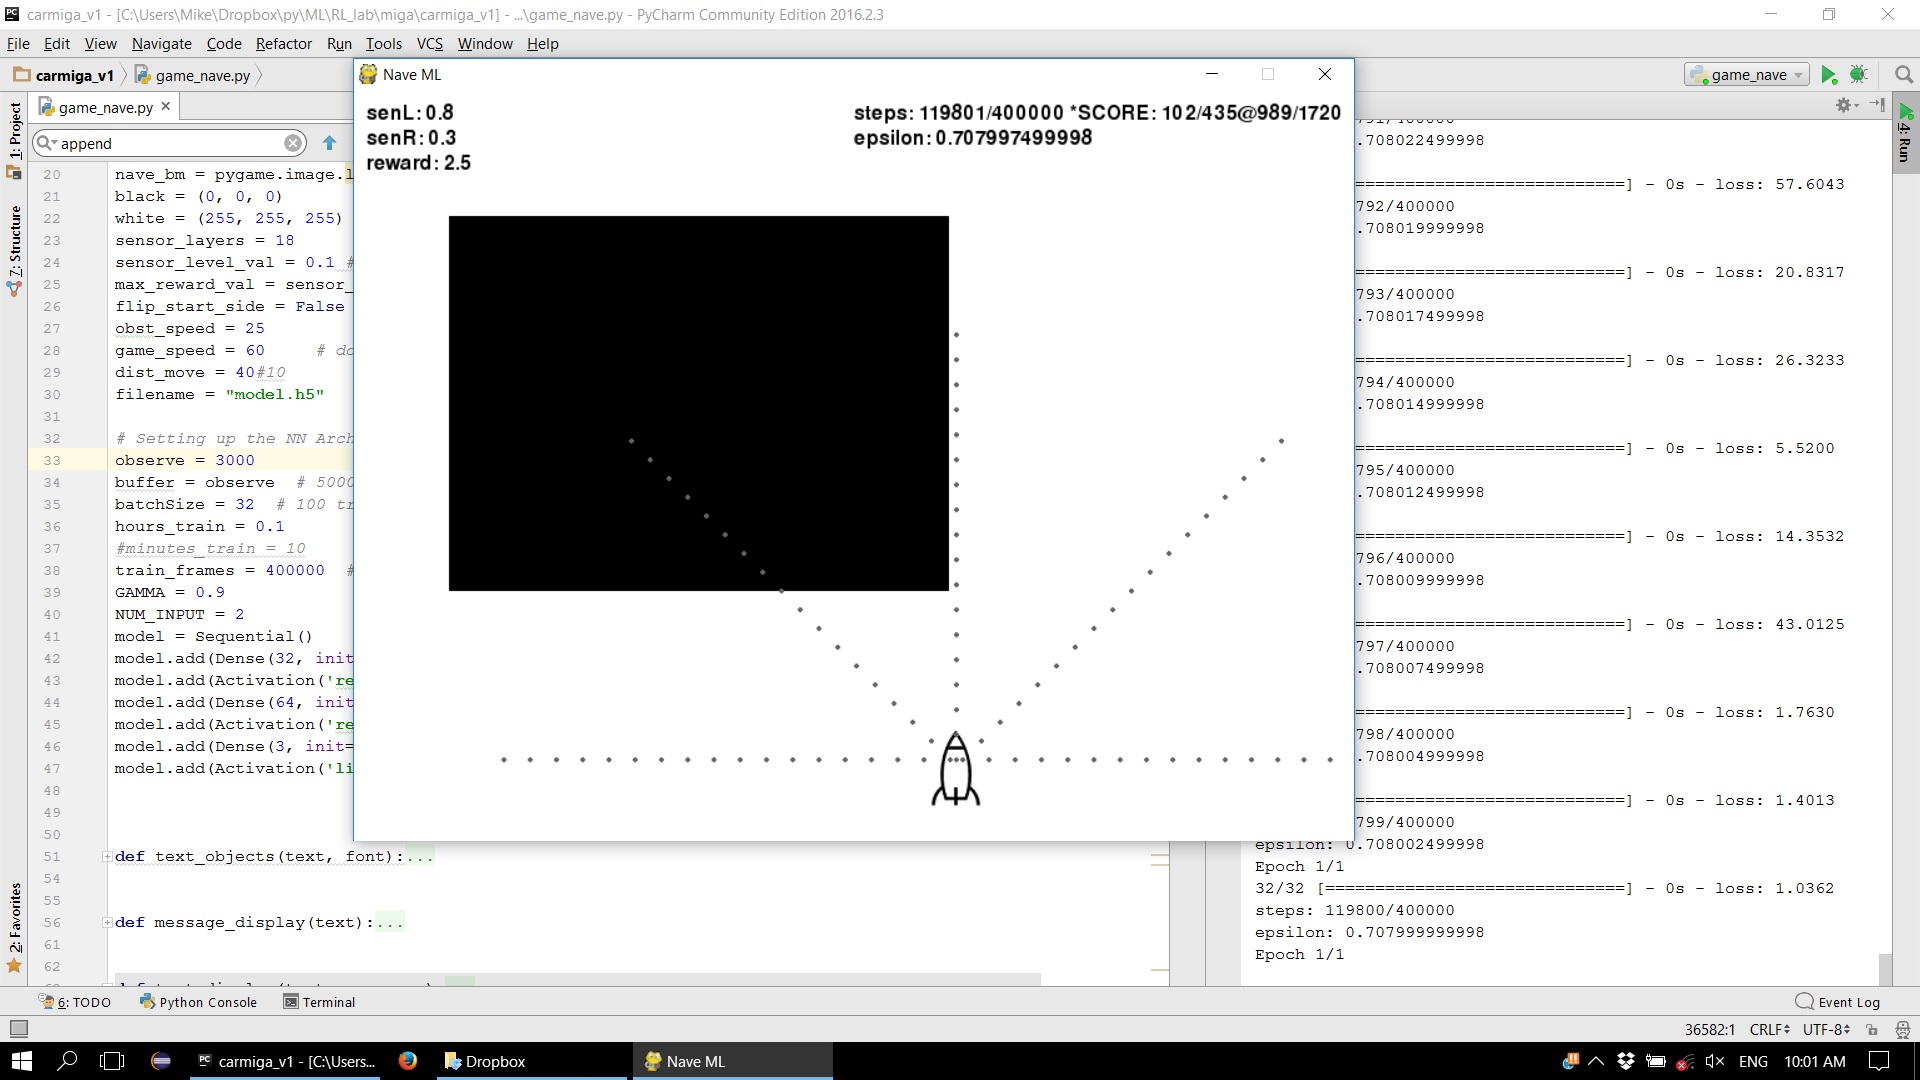 carmiga_v1 - [C:\Users\Mike\Dropbox\py\ML\RL_lab\miga\carmiga_v1] - ...\game_nave.py - PyCharm Community Edition 2016.2.3
File Edit View Navigate Code Refactor Run Tools VCS Window Help
carmiga_v1 game_nave.py
game_nave
game_nave.py
append
1: Project
7: Structure
2: Favorites
4: Run
20 nave_bm = pygame.image.l
21 black = (0, 0, 0)
22 white = (255, 255, 255)
23 sensor_layers = 18
24 sensor_level_val = 0.1 #
25 max_reward_val = sensor_
26 flip_start_side = False
27 obst_speed = 25
28 game_speed = 60 # do
29 dist_move = 40#10
30 filename = "model.h5"
31
32 # Setting up the NN Arch
33 observe = 3000
34 buffer = observe # 5000
35 batchSize = 32 # 100 tr
36 hours_train = 0.1
37 #minutes_train = 10
38 train_frames = 400000 #
39 GAMMA = 0.9
40 NUM_INPUT = 2
41 model = Sequential()
42 model.add(Dense(32, init
43 model.add(Activation('re
44 model.add(Dense(64, init
45 model.add(Activation('re
46 model.add(Dense(3, init=
47 model.add(Activation('li
48
49
50
51 def text_objects(text, font):...
54
55
56 def message_display(text):...
61
62
Nave ML
senL: 0.8
senR: 0.3
reward: 2.5
steps: 119801/400000 *SCORE: 102/435@989/1720
epsilon: 0.707997499998
.708022499998
==========================] - 0s - loss: 57.6043
792/400000
.708019999998
==========================] - 0s - loss: 20.8317
793/400000
.708017499998
==========================] - 0s - loss: 26.3233
794/400000
.708014999998
==========================] - 0s - loss: 5.5200
795/400000
.708012499998
==========================] - 0s - loss: 14.3532
796/400000
.708009999998
==========================] - 0s - loss: 43.0125
797/400000
.708007499998
==========================] - 0s - loss: 1.7630
798/400000
.708004999998
==========================] - 0s - loss: 1.4013
799/400000
epsilon: 0.708002499998
Epoch 1/1
32/32 [==============================] - 0s - loss: 1.0362
steps: 119800/400000
epsilon: 0.707999999998
Epoch 1/1
6: TODO Python Console Terminal Event Log
36582:1 CRLF UTF-8
carmiga_v1 - [C:\Users... Dropbox Nave ML ENG 10:01 AM